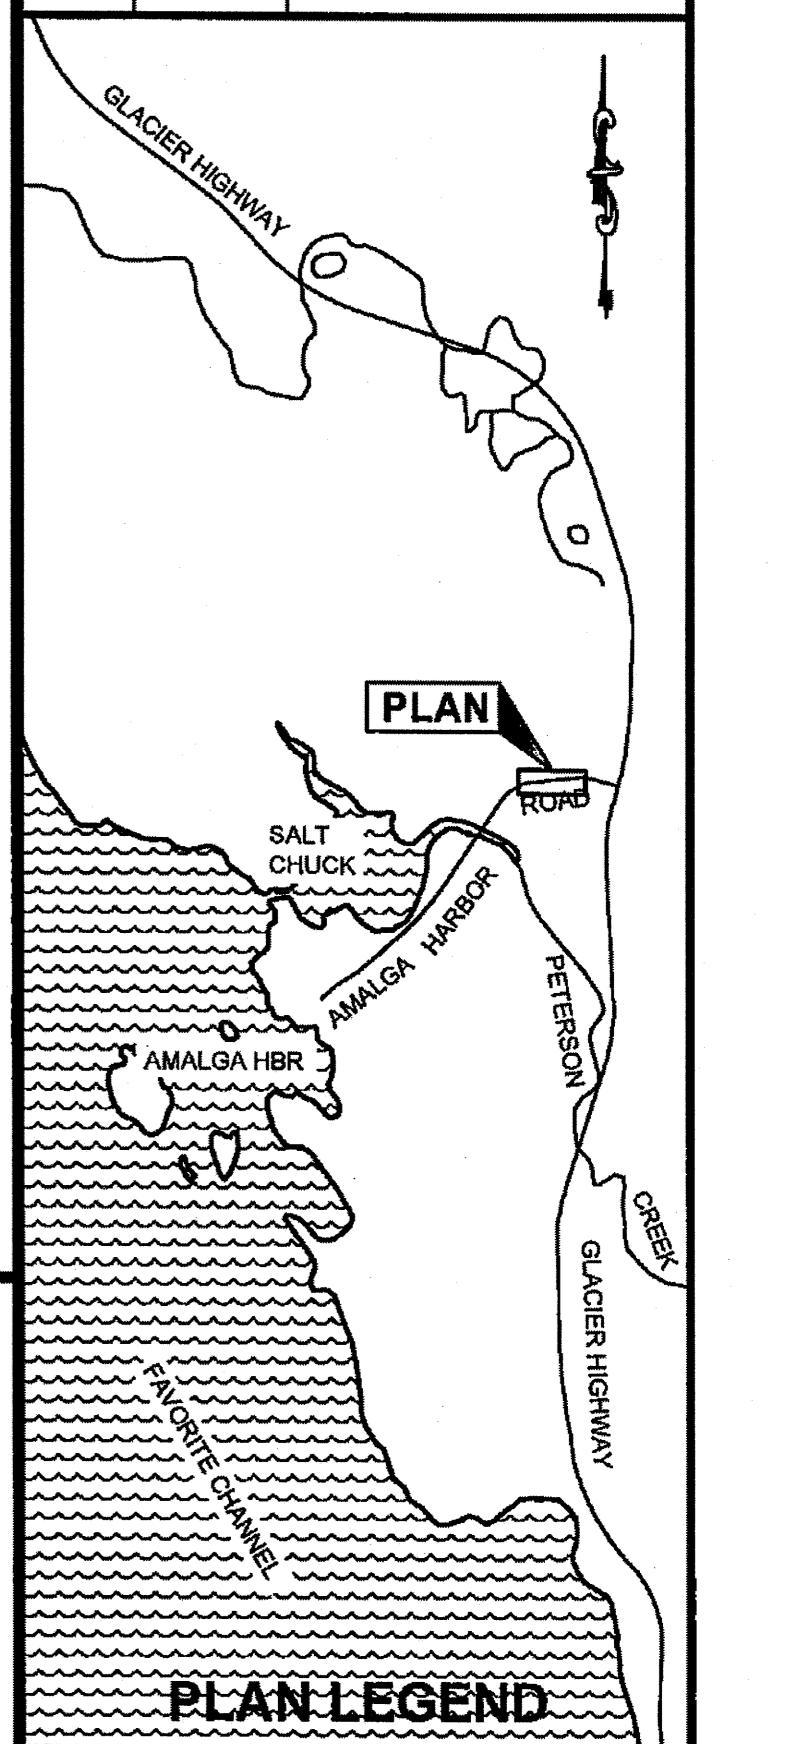 GLACIER HIGHWAY
PLAN
ROAD
SALT
CHUCK
AMALGA HARBOR
PETERSON
AMALGA HBR
CREEK
GLACIER HIGHWAY
FAVORITE CHANNEL
PLAN LEGEND